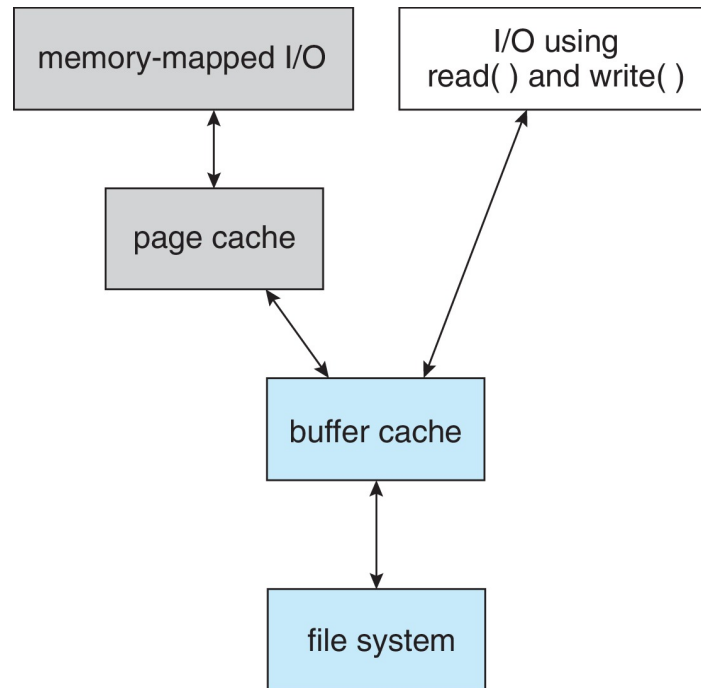 memory-mapped I/O
I/O using
read( ) and write( )
page cache
buffer cache
file system